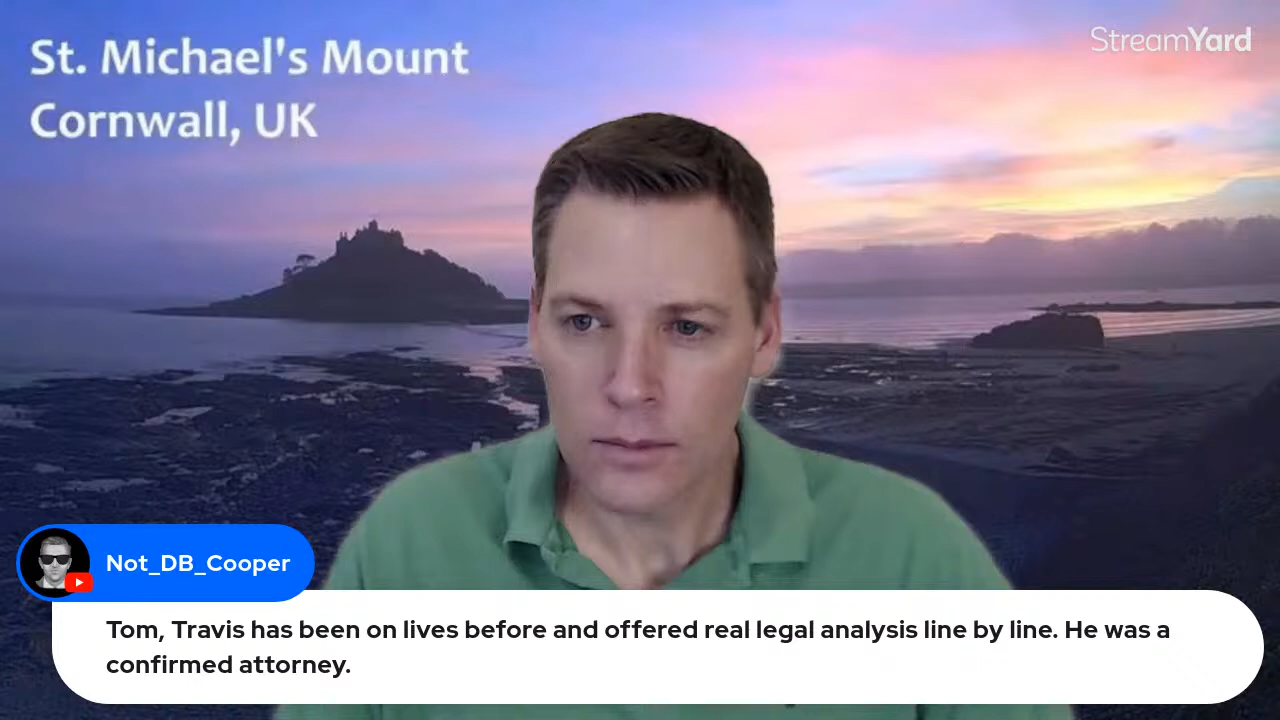 St. Michael's Mount
Cornwall, UK
StreamYard
Not_DB_Cooper
Tom, Travis has been on lives before and offered real legal analysis line by line. He was a
confirmed attorney.